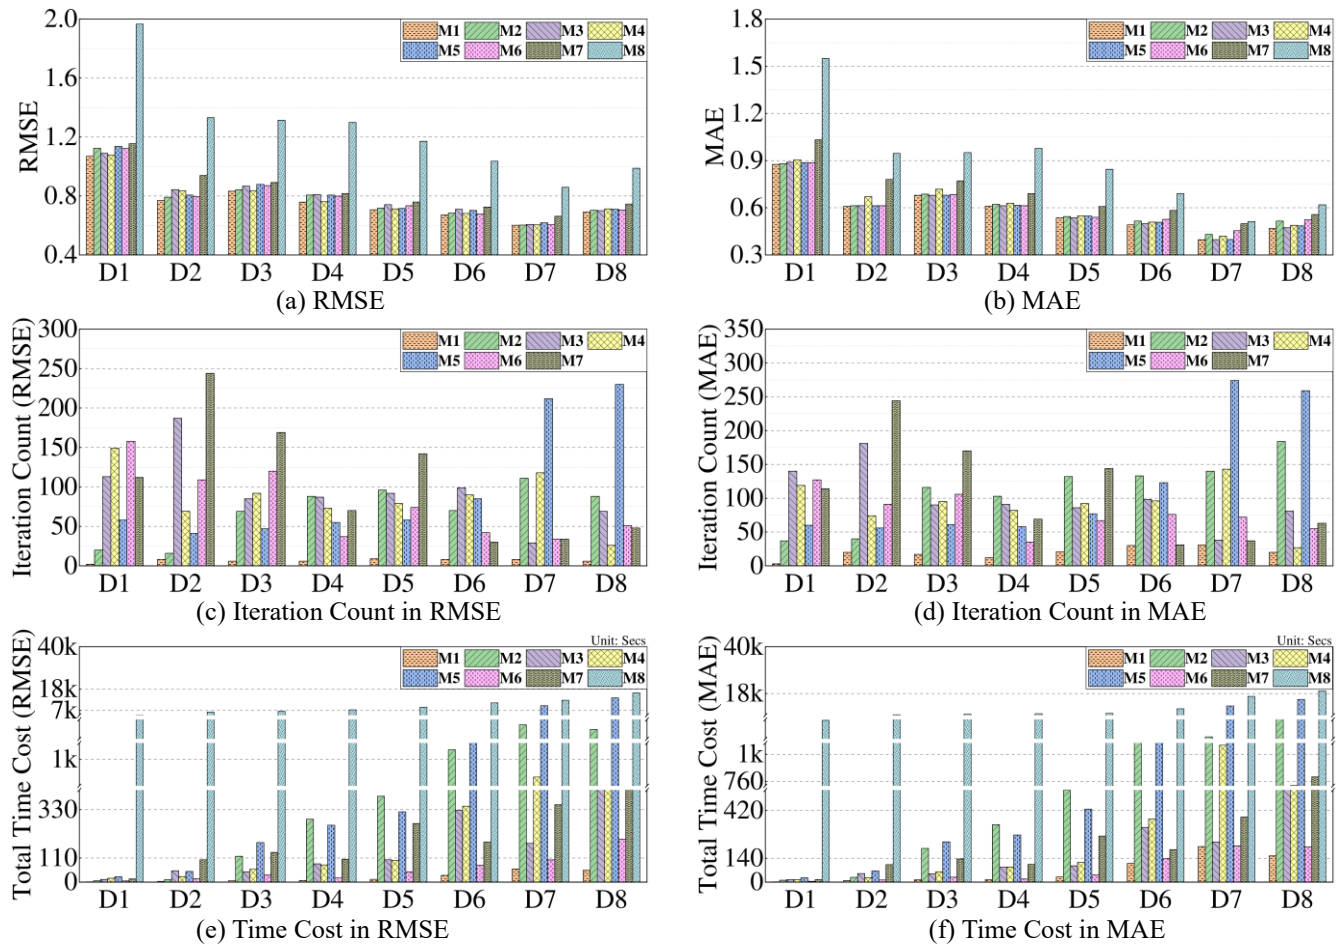 RMSE
2.0
1.6
1.2
0.8
0.4
M1 M2 M3 M4
M5 M6 M7 M8
D1 D2 D3 D4 D5 D6 D7 D8
(a) RMSE
MAE
1.8
1.5
1.2
0.9
0.6
0.3
M1 M2 M3 M4
M5 M6 M7 M8
D1 D2 D3 D4 D5 D6 D7 D8
(b) MAE
Iteration Count (RMSE)
300
250
200
150
100
50
0
M1 M2 M3 M4
M5 M6 M7
D1 D2 D3 D4 D5 D6 D7 D8
(c) Iteration Count in RMSE
Iteration Count (MAE)
350
300
250
200
150
100
50
0
M1 M2 M3 M4
M5 M6 M7
D1 D2 D3 D4 D5 D6 D7 D8
(d) Iteration Count in MAE
Total Time Cost (RMSE)
Unit: Secs
40k
18k
7k
1k
330
110
0
M1 M2 M3 M4
M5 M6 M7 M8
D1 D2 D3 D4 D5 D6 D7 D8
(e) Time Cost in RMSE
Total Time Cost (MAE)
Unit: Secs
40k
18k
1k
760
420
140
0
M1 M2 M3 M4
M5 M6 M7 M8
D1 D2 D3 D4 D5 D6 D7 D8
(f) Time Cost in MAE